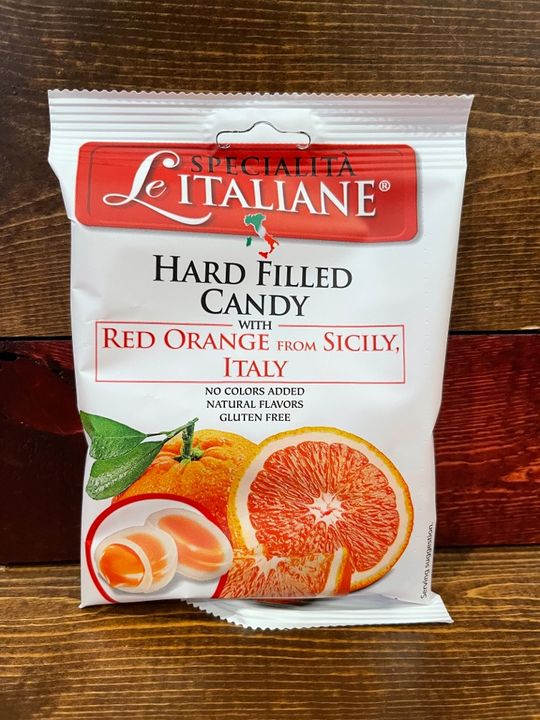 SPECIALITÀ
Le ITALIANE®
HARD FILLED
CANDY
WITH
RED ORANGE FROM SICILY,
ITALY
NO COLORS ADDED
NATURAL FLAVORS
GLUTEN FREE
Serving suggestion.